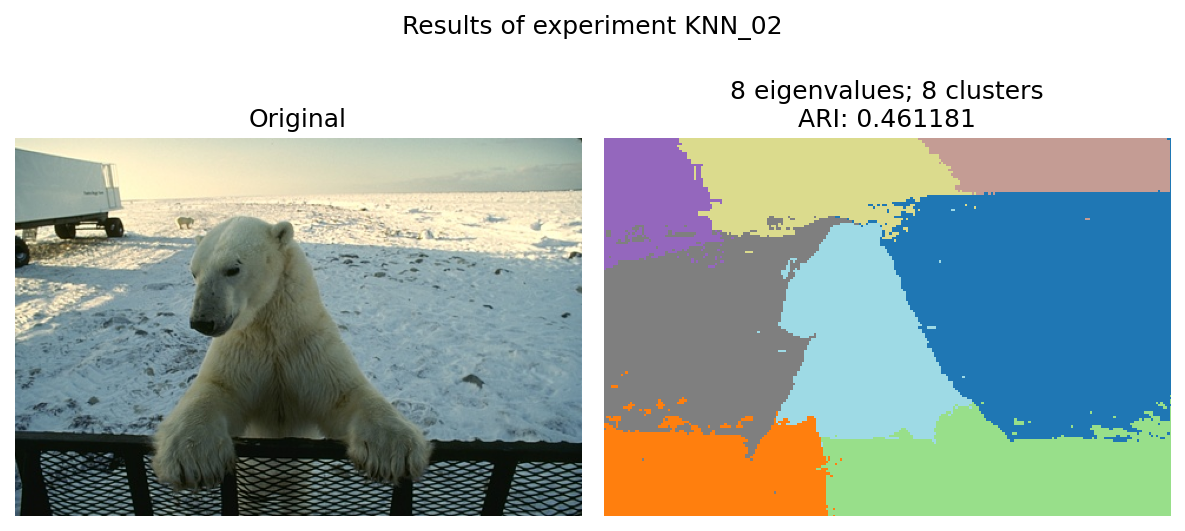 Results of experiment KNN_02
Original
8 eigenvalues; 8 clusters
ARI: 0.461181